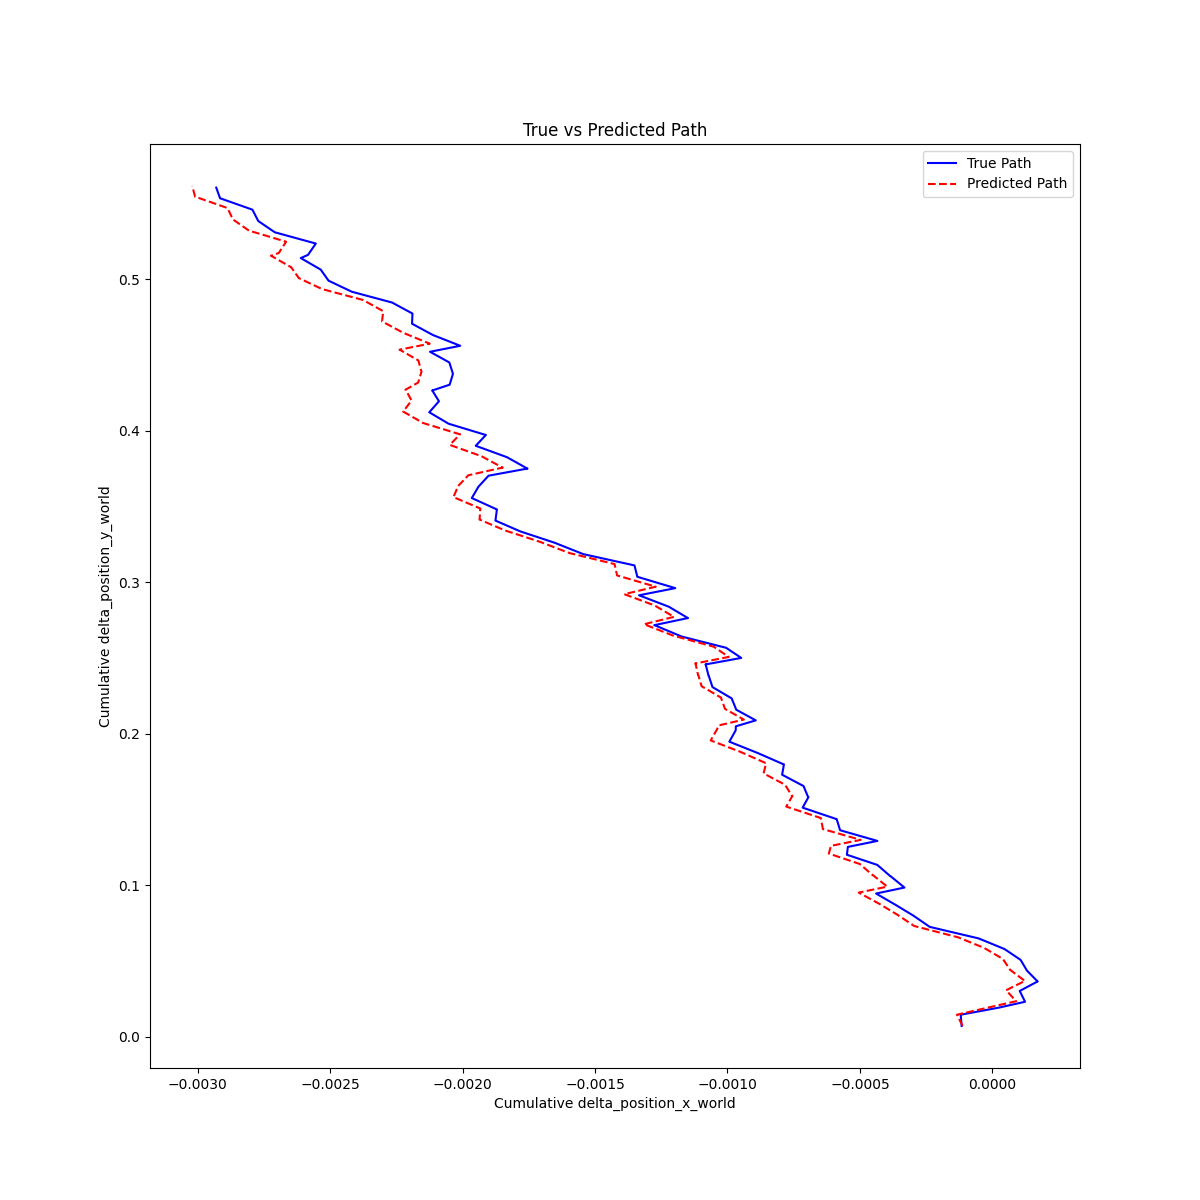 True vs Predicted Path
True Path
Predicted Path
0.5
0.4
0.3
0.2
0.1
0.0
Cumulative delta_position_y_world
−0.0030 −0.0025 −0.0020 −0.0015 −0.0010 −0.0005 0.0000
Cumulative delta_position_x_world